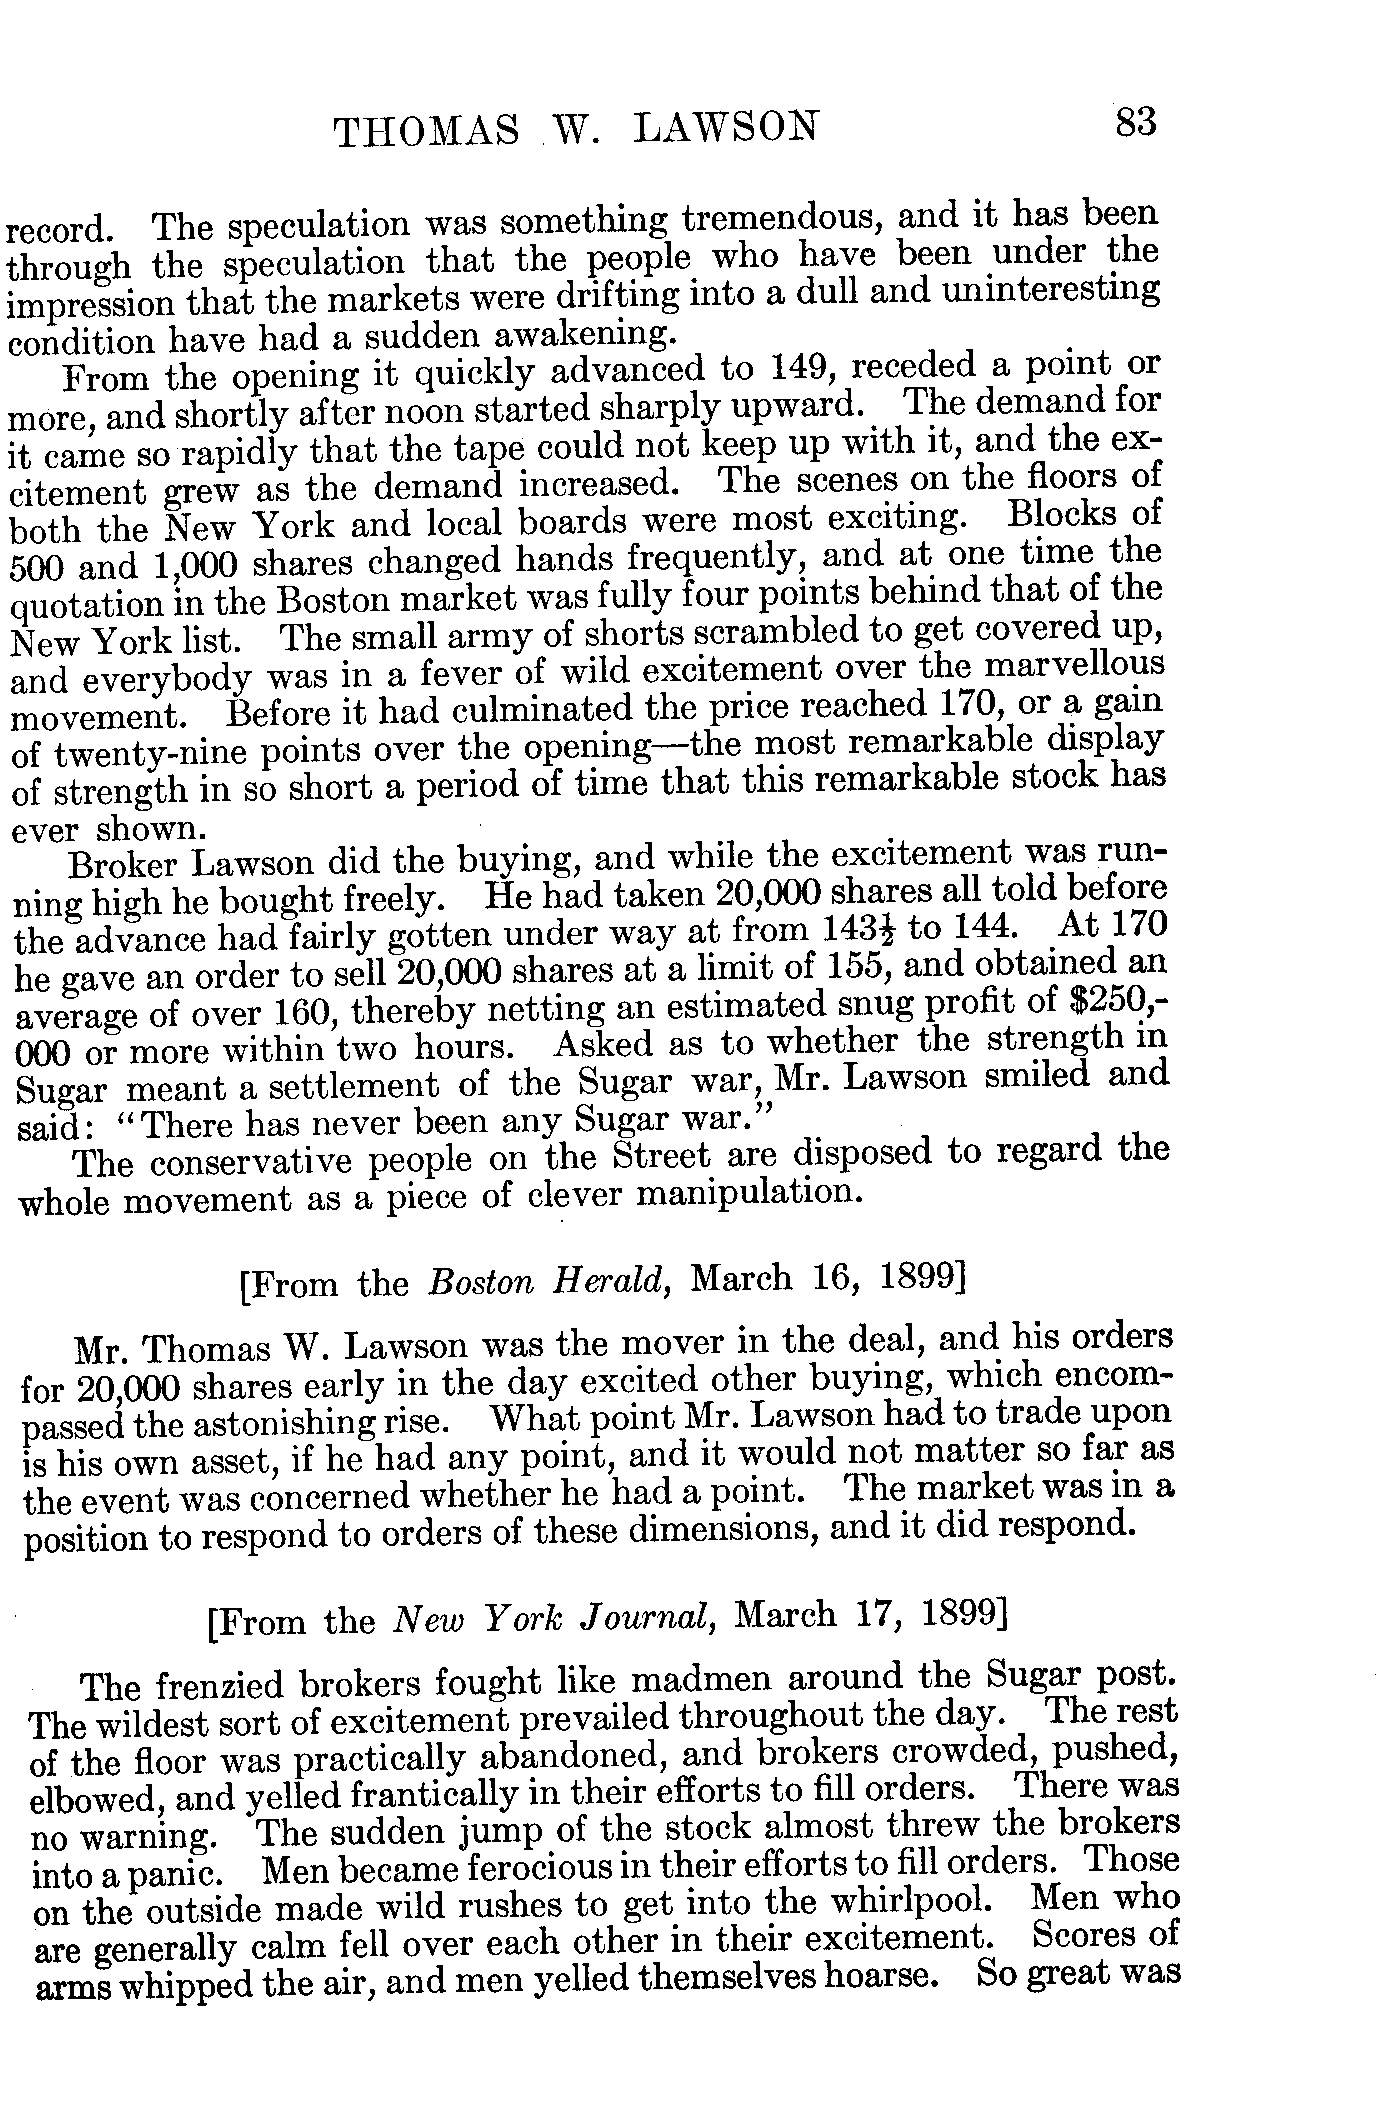 THOMAS W. LAWSON 83
record. The speculation was something tremendous, and it has been
through the speculation that the people who have been under the
impression that the markets were drifting into a dull and uninteresting
condition have had a sudden awakening.
From the opening it quickly advanced to 149, receded a point or
more, and shortly after noon started sharply upward. The demand for
it came so rapidly that the tape could not keep up with it, and the ex-
citement grew as the demand increased. The scenes on the floors of
both the New York and local boards were most exciting. Blocks of
500 and 1,000 shares changed hands frequently, and at one time the
quotation in the Boston market was fully four points behind that of the
New York list. The small army of shorts scrambled to get covered up,
and everybody was in a fever of wild excitement over the marvellous
movement. Before it had culminated the price reached 170, or a gain
of twenty-nine points over the opening—the most remarkable display
of strength in so short a period of time that this remarkable stock has
ever shown.
Broker Lawson did the buying, and while the excitement was run-
ning high he bought freely. He had taken 20,000 shares all told before
the advance had fairly gotten under way at from 143½ to 144. At 170
he gave an order to sell 20,000 shares at a limit of 155, and obtained an
average of over 160, thereby netting an estimated snug profit of $250,-
000 or more within two hours. Asked as to whether the strength in
Sugar meant a settlement of the Sugar war, Mr. Lawson smiled and
said: "There has never been any Sugar war."
The conservative people on the Street are disposed to regard the
whole movement as a piece of clever manipulation.
[From the Boston Herald, March 16, 1899]
Mr. Thomas W. Lawson was the mover in the deal, and his orders
for 20,000 shares early in the day excited other buying, which encom-
passed the astonishing rise. What point Mr. Lawson had to trade upon
is his own asset, if he had any point, and it would not matter so far as
the event was concerned whether he had a point. The market was in a
position to respond to orders of these dimensions, and it did respond.
[From the New York Journal, March 17, 1899]
The frenzied brokers fought like madmen around the Sugar post.
The wildest sort of excitement prevailed throughout the day. The rest
of the floor was practically abandoned, and brokers crowded, pushed,
elbowed, and yelled frantically in their efforts to fill orders. There was
no warning. The sudden jump of the stock almost threw the brokers
into a panic. Men became ferocious in their efforts to fill orders. Those
on the outside made wild rushes to get into the whirlpool. Men who
are generally calm fell over each other in their excitement. Scores of
arms whipped the air, and men yelled themselves hoarse. So great was